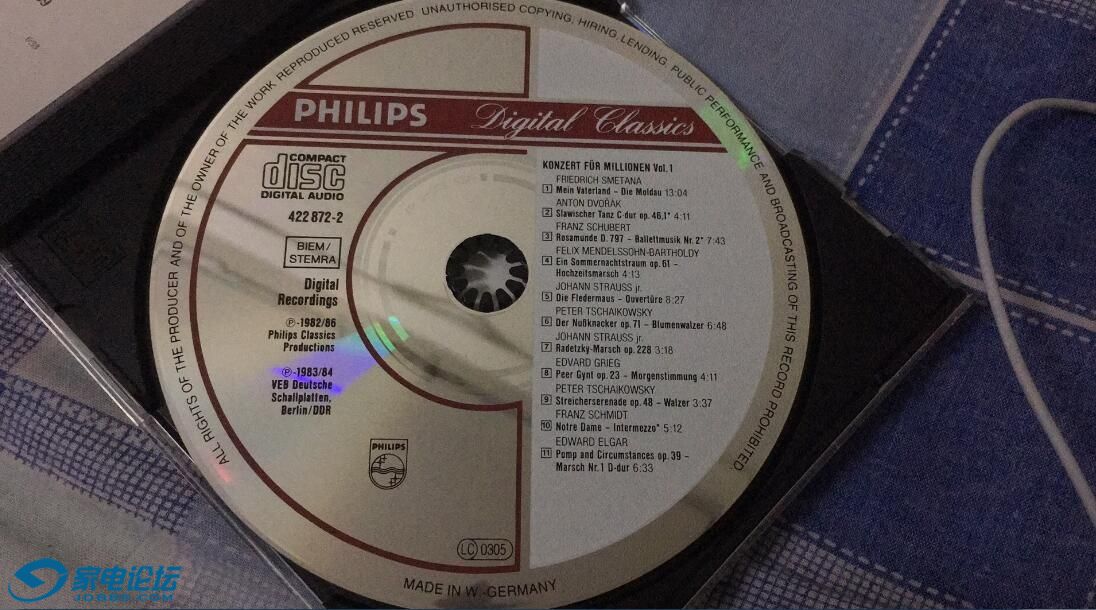 ALL RIGHTS OF THE PRODUCER AND OF THE OWNER OF THE WORK REPRODUCED RESERVED UNAUTHORISED COPYING, HIRING, LENDING, PUBLIC PERFORMANCE AND BROADCASTING OF THIS RECORD PROHIBITED
PHILIPS Digital Classics
COMPACT
disc
DIGITAL AUDIO
422 872-2
BIEM/
STEMRA
Digital
Recordings
℗-1982/86
Philips Classics
Productions
℗-1983/84
VEB Deutsche
Schallplatten,
Berlin/DDR
PHILIPS
KONZERT FÜR MILLIONEN Vol. 1
FRIEDRICH SMETANA
1 Mein Vaterland - Die Moldau 13:04
ANTON DVOŘÁK
2 Slawischer Tanz C-dur op. 46,1* 4:11
FRANZ SCHUBERT
3 Rosamunde D. 797 - Ballettmusik Nr. 2* 7:43
FELIX MENDELSSOHN-BARTHOLDY
4 Ein Sommernachtstraum op. 61 -
Hochzeitsmarsch 4:13
JOHANN STRAUSS jr.
5 Die Fledermaus - Ouvertüre 8:27
PETER TSCHAIKOWSKY
6 Der Nußknacker op. 71 - Blumenwalzer 6:48
JOHANN STRAUSS jr.
7 Radetzky-Marsch op. 228 3:18
EDVARD GRIEG
8 Peer Gynt op. 23 - Morgenstimmung 4:11
PETER TSCHAIKOWSKY
9 Streicherserenade op. 48 - Walzer 3:37
FRANZ SCHMIDT
10 Notre Dame - Intermezzo* 5:12
EDWARD ELGAR
11 Pomp and Circumstances op. 39 -
Marsch Nr. 1 D-dur 6:33
LC 0305
MADE IN W.-GERMANY
家电论坛
JDBBS.COM